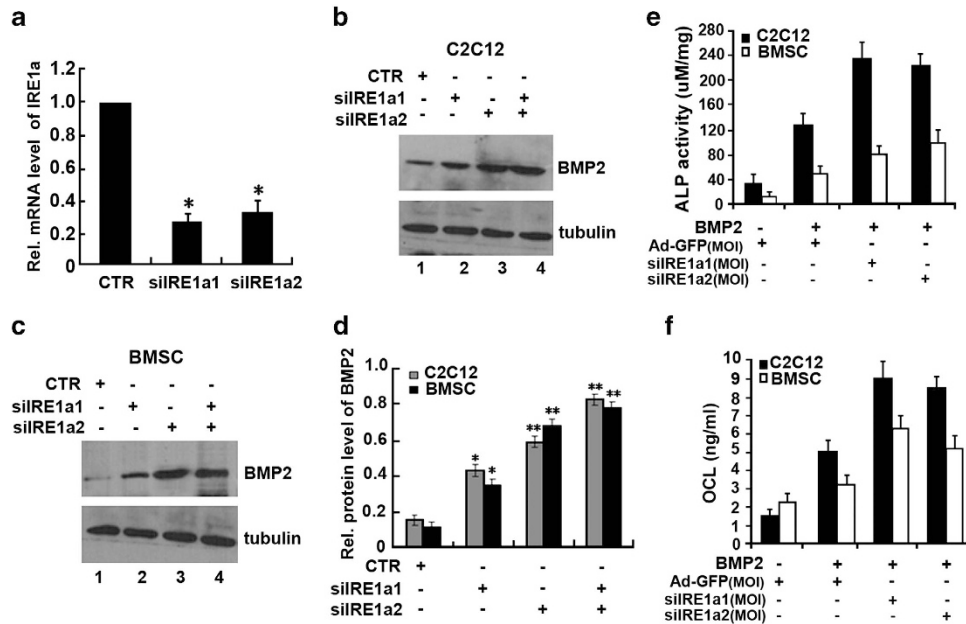 a
Rel. mRNA level of IRE1a
1.2
1.0
0.8
0.6
0.4
0.2
0
* *
CTR siIRE1a1 siIRE1a2
b
C2C12
CTR + - - -
siIRE1a1 - + - +
siIRE1a2 - - + +
BMP2
tubulin
1 2 3 4
c
BMSC
CTR + - - -
siIRE1a1 - + - +
siIRE1a2 - - + +
BMP2
tubulin
1 2 3 4
d
Rel. protein level of BMP2
C2C12
BMSC
1.0
0.8
0.6
0.4
0.2
0
* * ** ** ** **
CTR + - - -
siIRE1a1 - + - +
siIRE1a2 - - + +
e
ALP activity (uM/mg)
C2C12
BMSC
280
240
200
160
120
80
40
0
BMP2 - + + +
Ad-GFP(MOI) + + - -
siIRE1a1(MOI) - - + -
siIRE1a2(MOI) - - - +
f
OCL (ng/ml)
C2C12
BMSC
10
9
8
7
6
5
4
3
2
1
0
BMP2 - + + +
Ad-GFP(MOI) + + - -
siIRE1a1(MOI) - - + -
siIRE1a2(MOI) - - - +